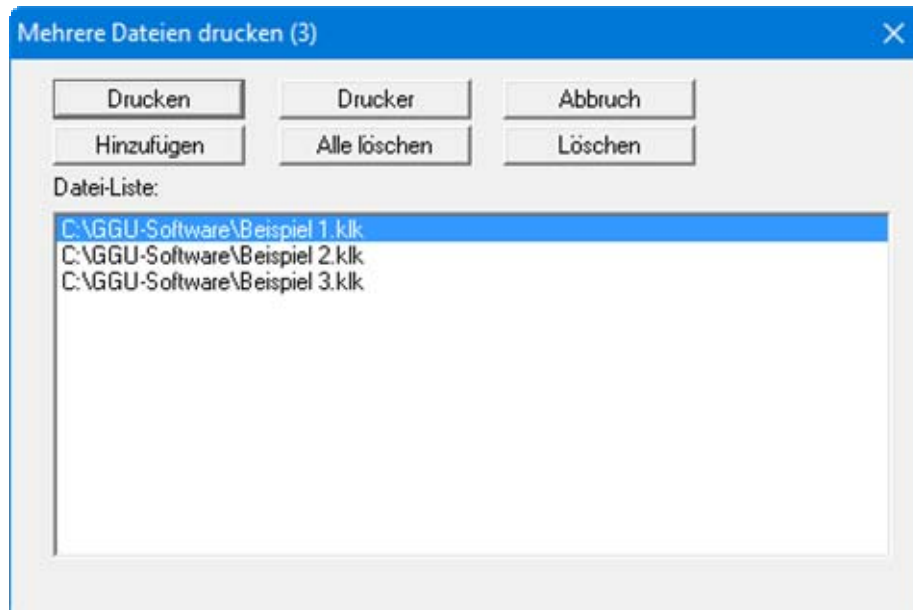 Mehrere Dateien drucken (3)
Drucken Drucker Abbruch
Hinzufügen Alle löschen Löschen
Datei-Liste:
C:\GGU-Software\Beispiel 1.klk
C:\GGU-Software\Beispiel 2.klk
C:\GGU-Software\Beispiel 3.klk